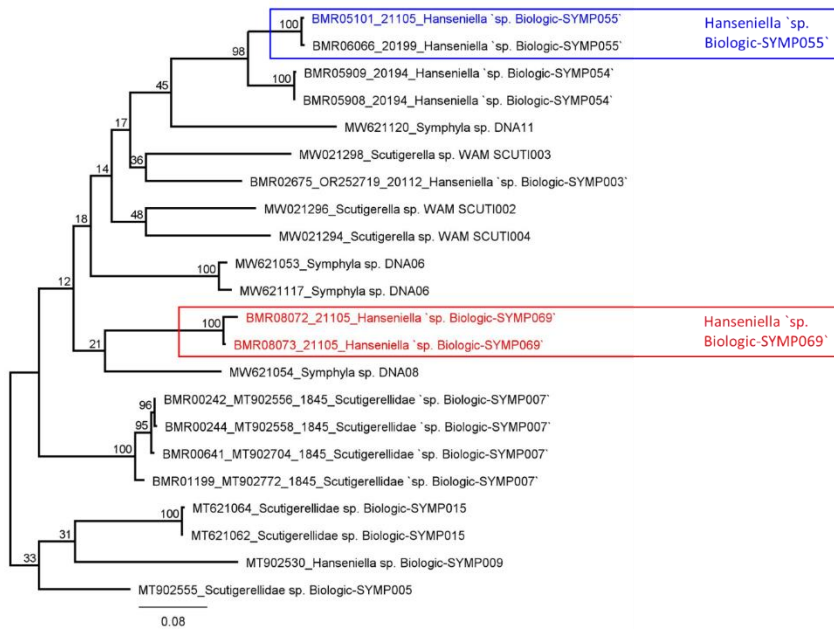 100
BMR05101_21105_Hanseniella `sp. Biologic-SYMP055`
Hanseniella `sp.
Biologic-SYMP055`
BMR06066_20199_Hanseniella `sp. Biologic-SYMP055`
98
BMR05909_20194_Hanseniella `sp. Biologic-SYMP054`
100
BMR05908_20194_Hanseniella `sp. Biologic-SYMP054`
45
MW621120_Symphyla sp. DNA11
17
MW021298_Scutigerella sp. WAM SCUTI003
36
BMR02675_OR252719_20112_Hanseniella `sp. Biologic-SYMP003`
14
MW021296_Scutigerella sp. WAM SCUTI002
48
MW021294_Scutigerella sp. WAM SCUTI004
18
MW621053_Symphyla sp. DNA06
100
MW621117_Symphyla sp. DNA06
12
BMR08072_21105_Hanseniella `sp. Biologic-SYMP069`
Hanseniella `sp.
Biologic-SYMP069`
100
BMR08073_21105_Hanseniella `sp. Biologic-SYMP069`
21
MW621054_Symphyla sp. DNA08
BMR00242_MT902556_1845_Scutigerellidae `sp. Biologic-SYMP007`
96
BMR00244_MT902558_1845_Scutigerellidae `sp. Biologic-SYMP007`
95
BMR00641_MT902704_1845_Scutigerellidae `sp. Biologic-SYMP007`
100
BMR01199_MT902772_1845_Scutigerellidae `sp. Biologic-SYMP007`
MT621064_Scutigerellidae sp. Biologic-SYMP015
100
MT621062_Scutigerellidae sp. Biologic-SYMP015
31
MT902530_Hanseniella sp. Biologic-SYMP009
33
MT902555_Scutigerellidae sp. Biologic-SYMP005
0.08